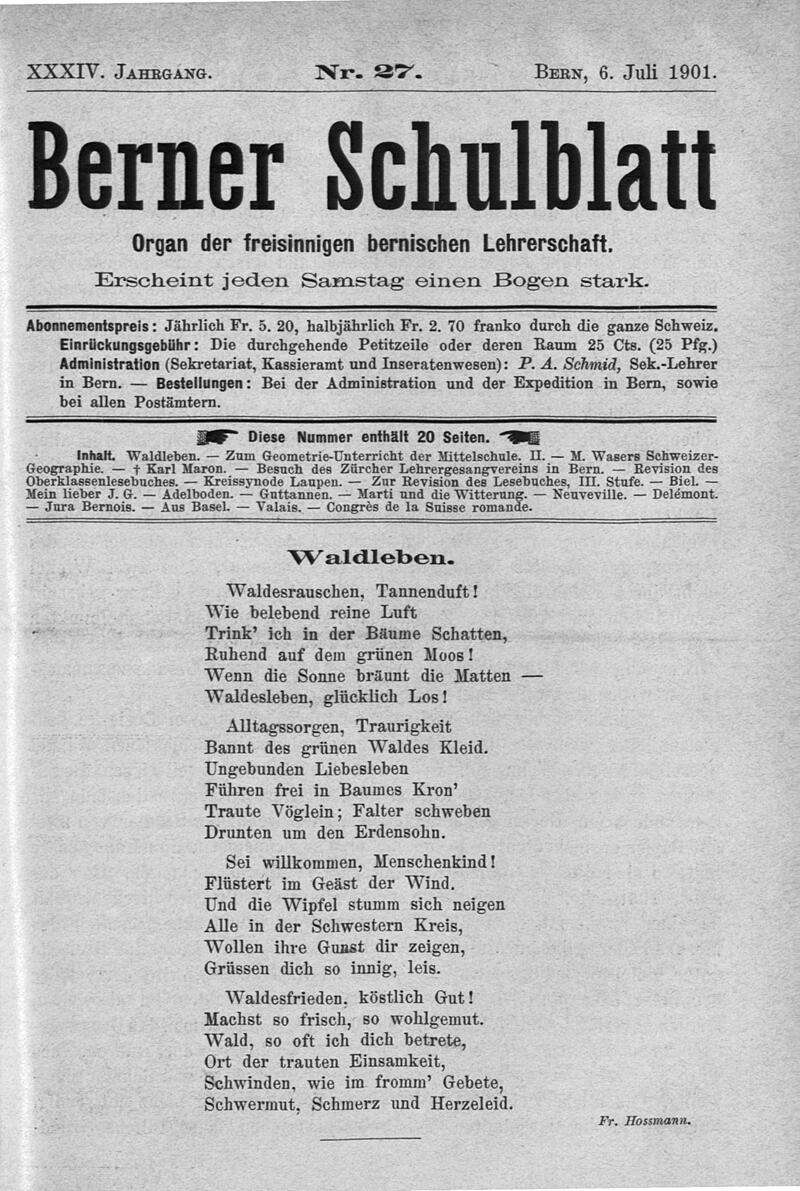 XXXIV. JAHRGANG. Nr. 27. BERN, 6. Juli 1901.
Berner Schulblatt
Organ der freisinnigen bernischen Lehrerschaft.
Erscheint jeden Samstag einen Bogen stark.
Abonnementspreis: Jährlich Fr. 5. 20, halbjährlich Fr. 2. 70 franko durch die ganze Schweiz.
Einrückungsgebühr: Die durchgehende Petitzeile oder deren Raum 25 Cts. (25 Pfg.)
Administration (Sekretariat, Kassieramt und Inseratenwesen): P. A. Schmid, Sek.-Lehrer
in Bern. — Bestellungen: Bei der Administration und der Expedition in Bern, sowie
bei allen Postämtern.
Diese Nummer enthält 20 Seiten.
Inhalt. Waldleben. — Zum Geometrie-Unterricht der Mittelschule. II. — M. Wasers Schweizer-
Geographie. — † Karl Maron. — Besuch des Zürcher Lehrergesangvereins in Bern. — Revision des
Oberklassenlesebuches. — Kreissynode Laupen. — Zur Revision des Lesebuches, III. Stufe. — Biel. —
Mein lieber J. G. — Adelboden. — Guttannen. — Marti und die Witterung. — Neuveville. — Delémont.
— Jura Bernois. — Aus Basel. — Valais. — Congrès de la Suisse romande.
Waldleben.
Waldesrauschen, Tannenduft!
Wie belebend reine Luft
Trink' ich in der Bäume Schatten,
Ruhend auf dem grünen Moos!
Wenn die Sonne bräunt die Matten —
Waldesleben, glücklich Los!
Alltagssorgen, Traurigkeit
Bannt des grünen Waldes Kleid.
Ungebunden Liebesleben
Führen frei in Baumes Kron'
Traute Vöglein; Falter schweben
Drunten um den Erdensohn.
Sei willkommen, Menschenkind!
Flüstert im Geäst der Wind.
Und die Wipfel stumm sich neigen
Alle in der Schwestern Kreis,
Wollen ihre Gunst dir zeigen,
Grüssen dich so innig, leis.
Waldesfrieden, köstlich Gut!
Machst so frisch, so wohlgemut.
Wald, so oft ich dich betrete,
Ort der trauten Einsamkeit,
Schwinden, wie im fromm' Gebete,
Schwermut, Schmerz und Herzeleid.
Fr. Hossmann.